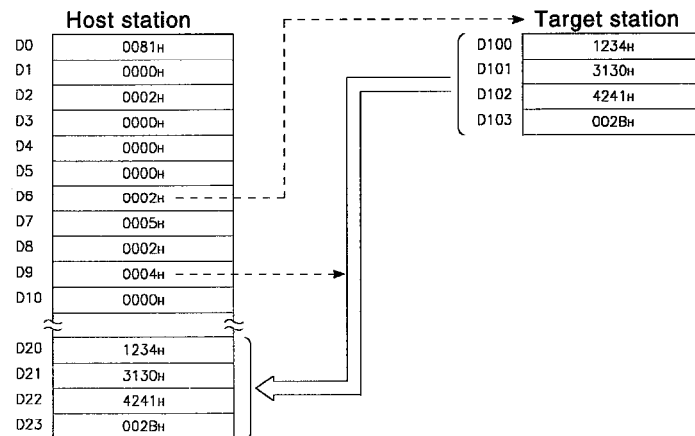 Host station
D0 0081H
D1 0000H
D2 0002H
D3 0000H
D4 0000H
D5 0000H
D6 0002H
D7 0005H
D8 0002H
D9 0004H
D10 0000H
D20 1234H
D21 3130H
D22 4241H
D23 002BH
Target station
D100 1234H
D101 3130H
D102 4241H
D103 002BH